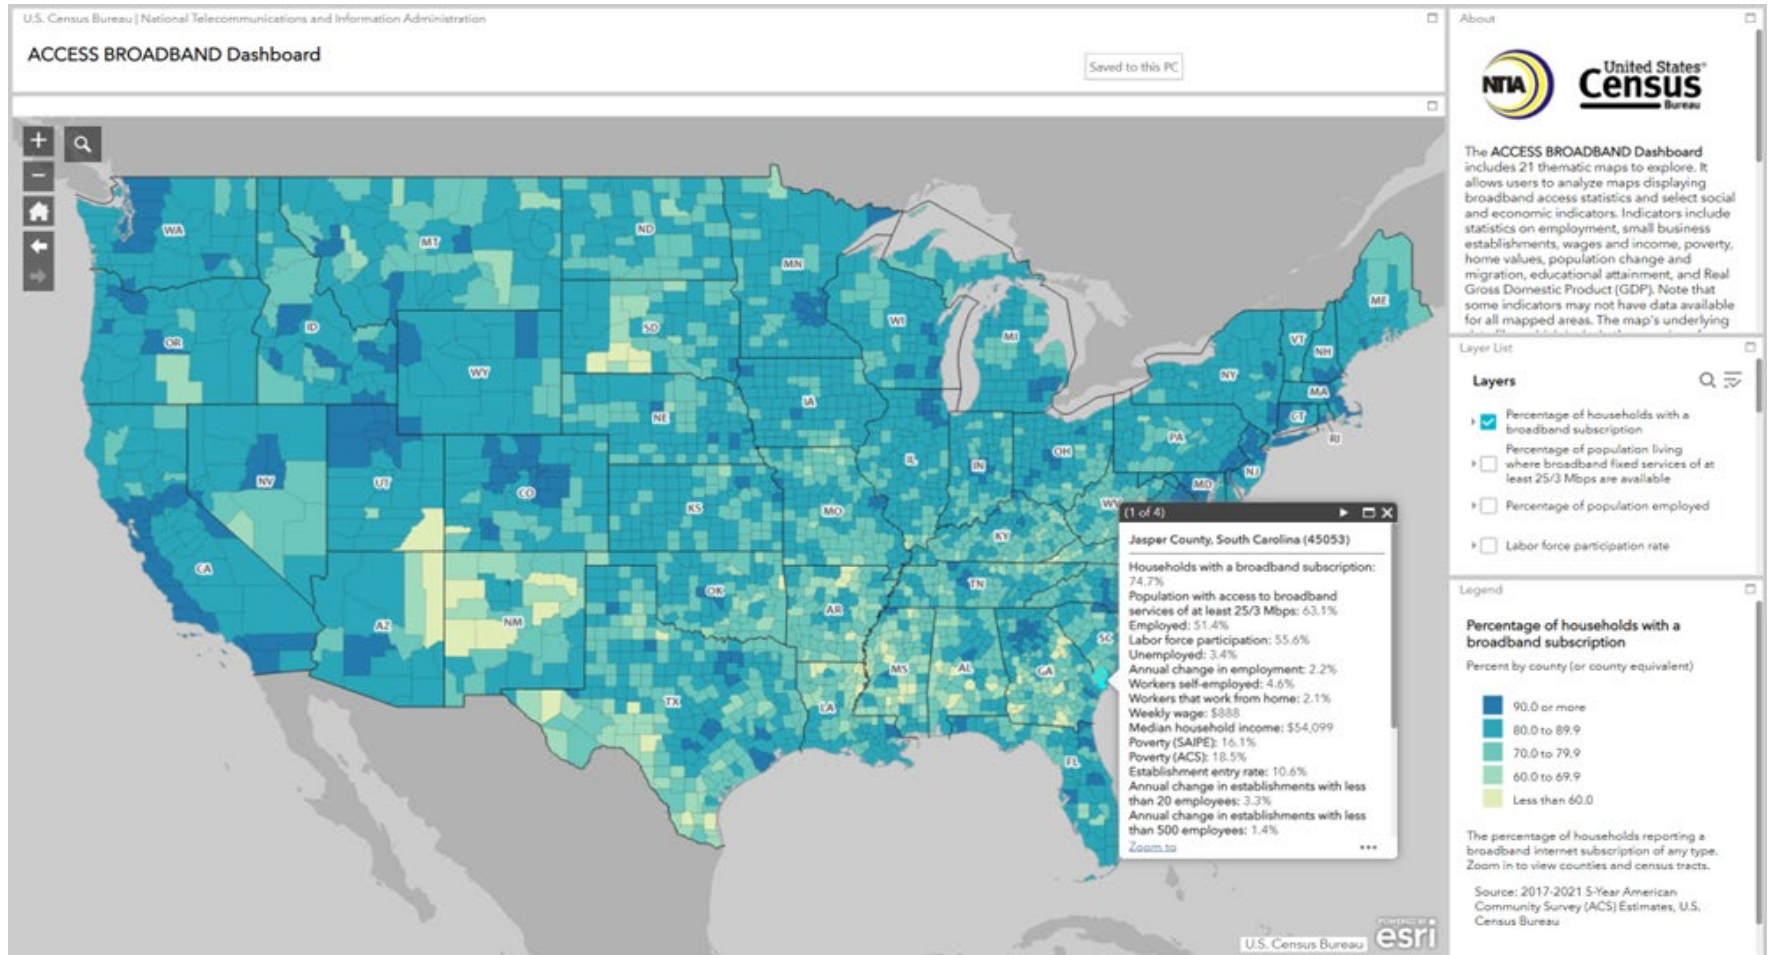 U.S. Census Bureau | National Telecommunications and Information Administration
ACCESS BROADBAND Dashboard
Saved to this PC
+
−
WA
MT
ND
MN
OR
ID
SD
WI
MI
ME
VT
NH
NY
WY
MA
CT
RI
IA
NE
PA
OH
NJ
IL
IN
NV
UT
CO
MD
WV
KS
MO
KY
CA
OK
TN
AZ
NM
AR
SC
MS
AL
GA
TX
LA
FL
(1 of 4)
Jasper County, South Carolina (45053)
Households with a broadband subscription:
74.7%
Population with access to broadband
services of at least 25/3 Mbps: 63.1%
Employed: 51.4%
Labor force participation: 55.6%
Unemployed: 3.4%
Annual change in employment: 2.2%
Workers self-employed: 4.6%
Workers that work from home: 2.1%
Weekly wage: $888
Median household income: $54,099
Poverty (SAIPE): 16.1%
Poverty (ACS): 18.5%
Establishment entry rate: 10.6%
Annual change in establishments with less
than 20 employees: 3.3%
Annual change in establishments with less
than 500 employees: 1.4%
Zoom to
•••
U.S. Census Bureau
POWERED BY
esri
About
NTIA
United States®
Census
Bureau
The ACCESS BROADBAND Dashboard
includes 21 thematic maps to explore. It
allows users to analyze maps displaying
broadband access statistics and select social
and economic indicators. Indicators include
statistics on employment, small business
establishments, wages and income, poverty,
home values, population change and
migration, educational attainment, and Real
Gross Domestic Product (GDP). Note that
some indicators may not have data available
for all mapped areas. The map's underlying
Layer List
Layers
Percentage of households with a
broadband subscription
Percentage of population living
where broadband fixed services of at
least 25/3 Mbps are available
Percentage of population employed
Labor force participation rate
Legend
Percentage of households with a
broadband subscription
Percent by county (or county equivalent)
90.0 or more
80.0 to 89.9
70.0 to 79.9
60.0 to 69.9
Less than 60.0
The percentage of households reporting a
broadband internet subscription of any type.
Zoom in to view counties and census tracts.
Source: 2017-2021 5-Year American
Community Survey (ACS) Estimates, U.S.
Census Bureau